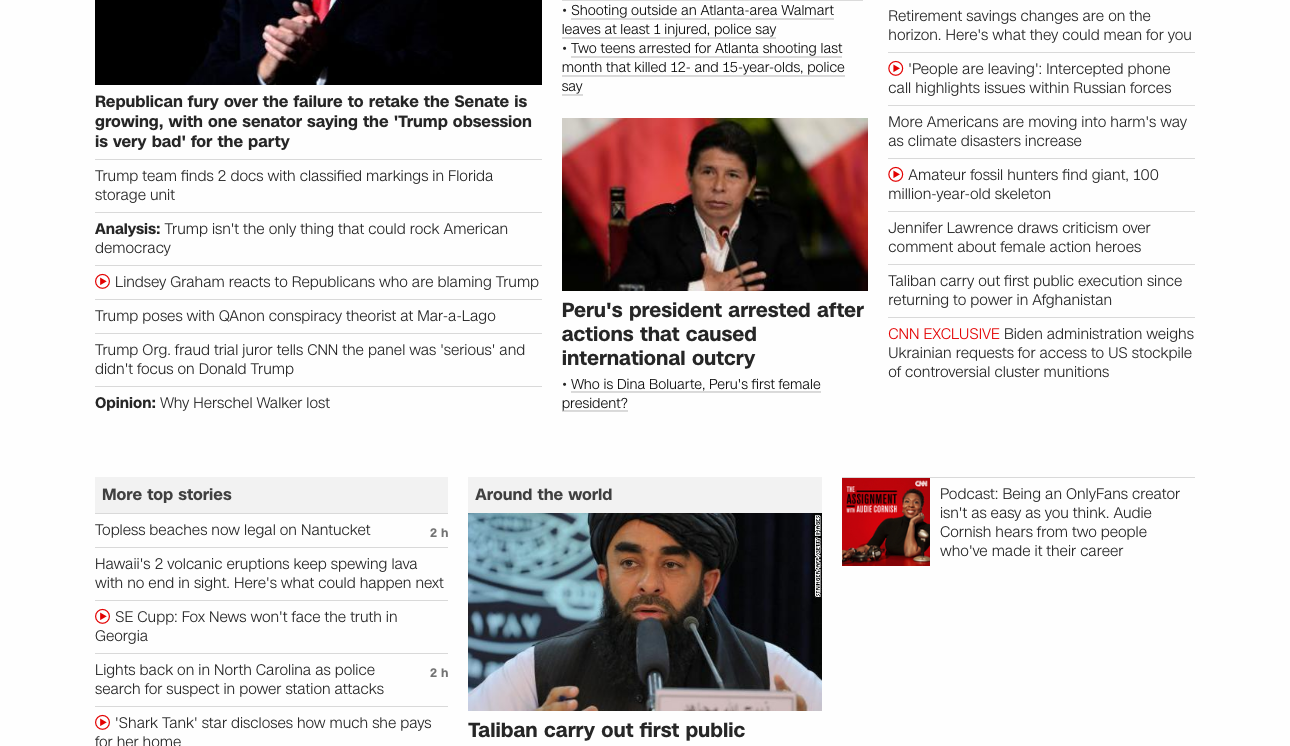 Republican fury over the failure to retake the Senate is
growing, with one senator saying the 'Trump obsession
is very bad' for the party
Trump team finds 2 docs with classified markings in Florida
storage unit
Analysis: Trump isn't the only thing that could rock American
democracy
Lindsey Graham reacts to Republicans who are blaming Trump
Trump poses with QAnon conspiracy theorist at Mar-a-Lago
Trump Org. fraud trial juror tells CNN the panel was 'serious' and
didn't focus on Donald Trump
Opinion: Why Herschel Walker lost
• Shooting outside an Atlanta-area Walmart
leaves at least 1 injured, police say
• Two teens arrested for Atlanta shooting last
month that killed 12- and 15-year-olds, police
say
Peru's president arrested after
actions that caused
international outcry
• Who is Dina Boluarte, Peru's first female
president?
Retirement savings changes are on the
horizon. Here's what they could mean for you
'People are leaving': Intercepted phone
call highlights issues within Russian forces
More Americans are moving into harm's way
as climate disasters increase
Amateur fossil hunters find giant, 100
million-year-old skeleton
Jennifer Lawrence draws criticism over
comment about female action heroes
Taliban carry out first public execution since
returning to power in Afghanistan
CNN EXCLUSIVE Biden administration weighs
Ukrainian requests for access to US stockpile
of controversial cluster munitions
More top stories
Topless beaches now legal on Nantucket
2 h
Hawaii's 2 volcanic eruptions keep spewing lava
with no end in sight. Here's what could happen next
SE Cupp: Fox News won't face the truth in
Georgia
Lights back on in North Carolina as police
2 h
search for suspect in power station attacks
'Shark Tank' star discloses how much she pays
for her home
Around the world
Taliban carry out first public
CNN
THE
ASSIGNMENT
WITH AUDIE CORNISH
Podcast: Being an OnlyFans creator
isn't as easy as you think. Audie
Cornish hears from two people
who've made it their career